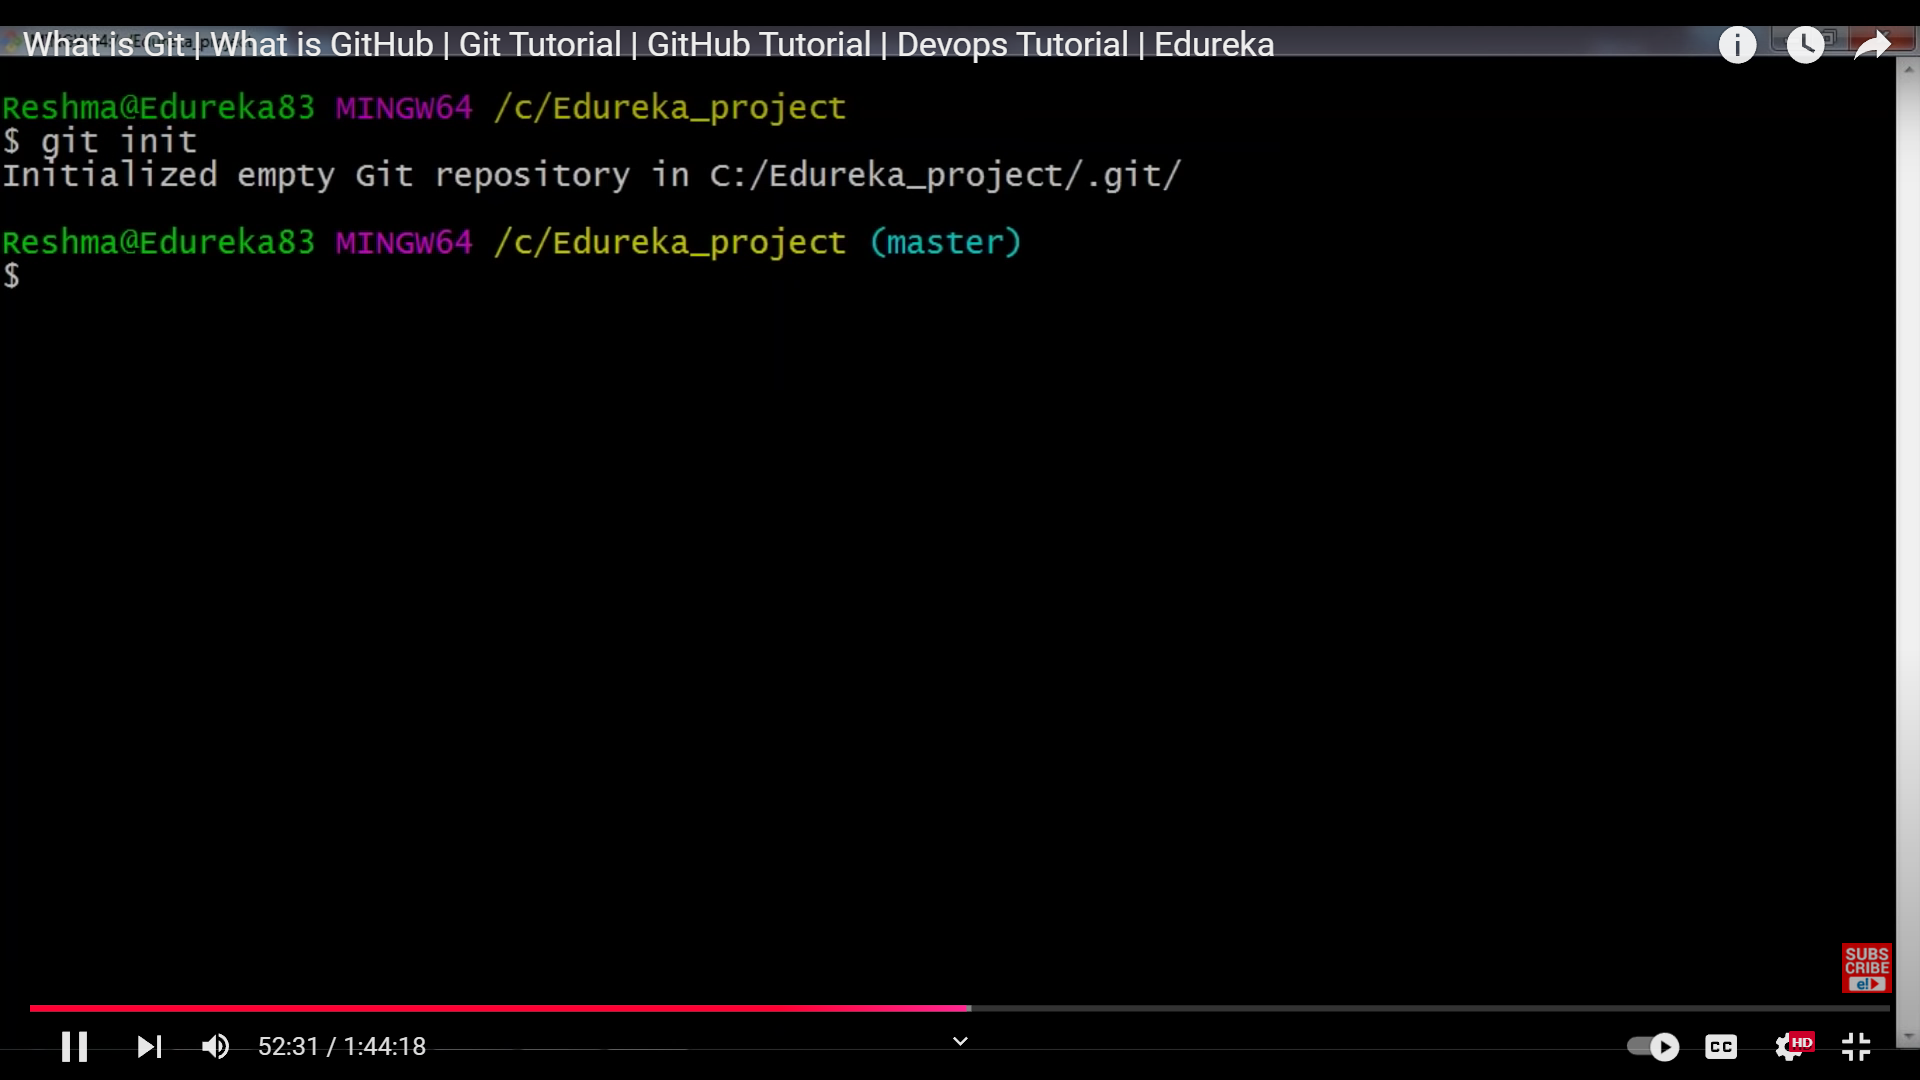 What is Git | What is GitHub | Git Tutorial | GitHub Tutorial | Devops Tutorial | Edureka
Reshma@Edureka83 MINGW64 /c/Edureka_project
$ git init
Initialized empty Git repository in C:/Edureka_project/.git/
Reshma@Edureka83 MINGW64 /c/Edureka_project (master)
$
SUBS
CRIBE
e!
52:31 / 1:44:18
CC
HD